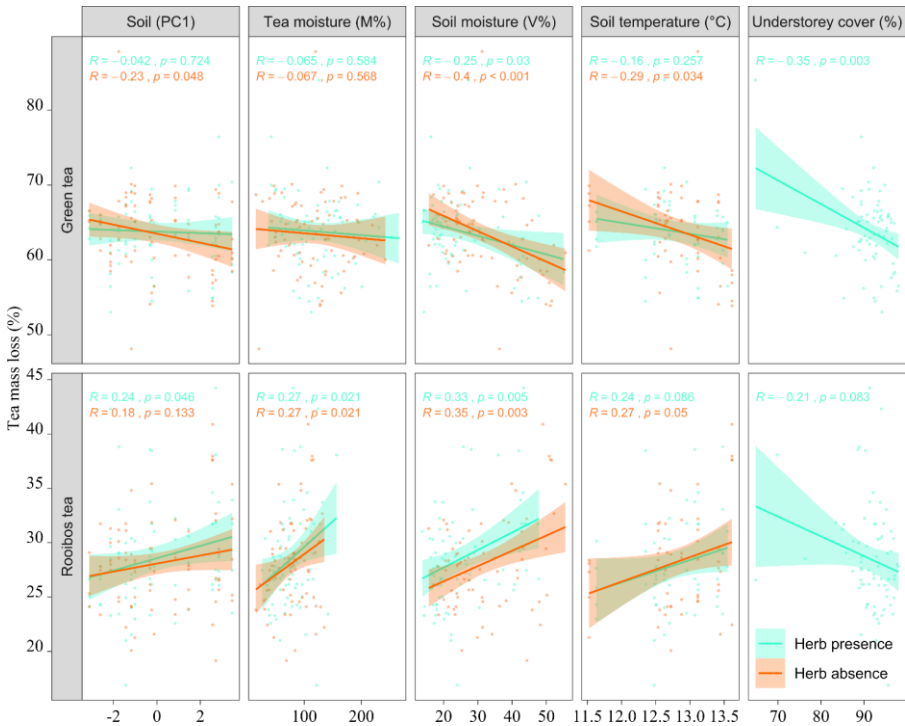 Soil (PC1) Tea moisture (M%) Soil moisture (V%) Soil temperature (°C) Understorey cover (%)
Green tea
R = − 0.042 , p = 0.724
R = − 0.23 , p = 0.048
R = − 0.065 , p = 0.584
R = − 0.067 , p = 0.568
R = − 0.25 , p = 0.03
R = − 0.4 , p < 0.001
R = − 0.16 , p = 0.257
R = − 0.29 , p = 0.034
R = − 0.35 , p = 0.003
80
70
60
50
Tea mass loss (%)
Rooibos tea
R = 0.24 , p = 0.046
R = 0.18 , p = 0.133
R = 0.27 , p = 0.021
R = 0.27 , p = 0.021
R = 0.33 , p = 0.005
R = 0.35 , p = 0.003
R = 0.24 , p = 0.086
R = 0.27 , p = 0.05
R = − 0.21 , p = 0.083
45
40
35
30
25
20
Herb presence
Herb absence
-2 0 2 100 200 20 30 40 50 11.5 12.0 12.5 13.0 13.5 70 80 90